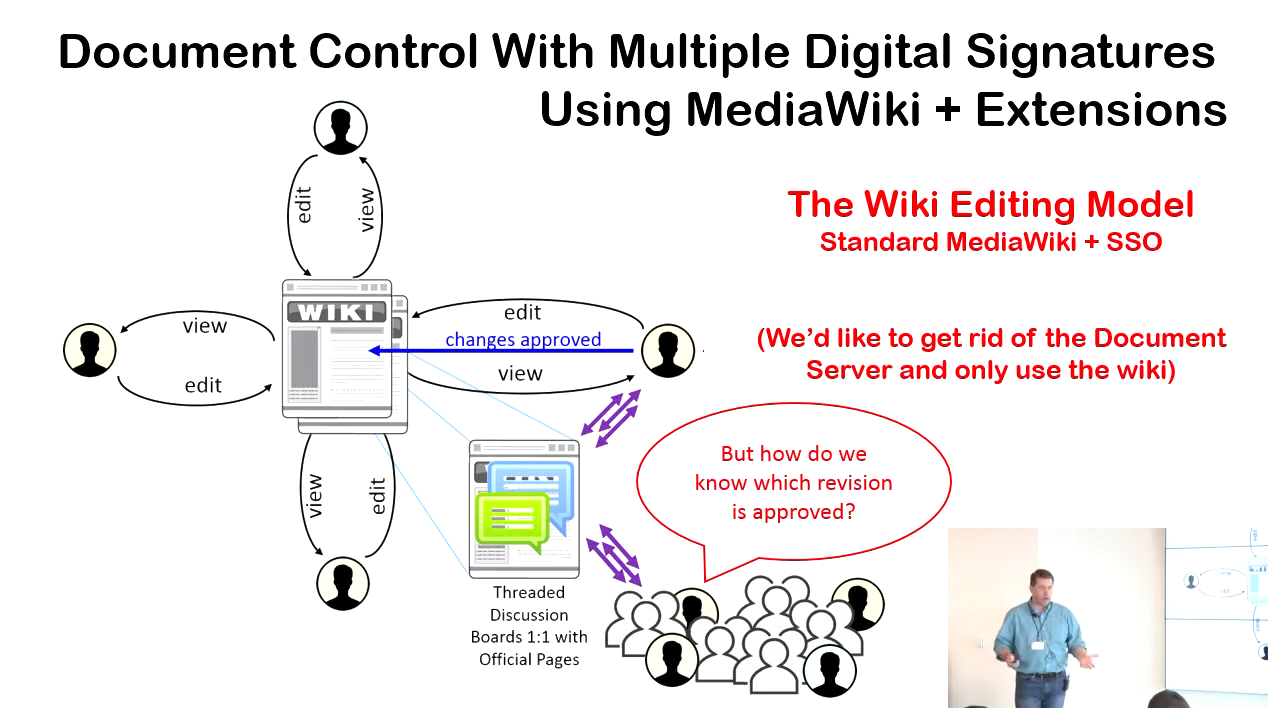 Document Control With Multiple Digital Signatures
Using MediaWiki + Extensions
The Wiki Editing Model
Standard MediaWiki + SSO
(We'd like to get rid of the Document
Server and only use the wiki)
edit
view
WIKI
view
edit
edit
changes approved
view
view
edit
But how do we
know which revision
is approved?
Threaded
Discussion
Boards 1:1 with
Official Pages